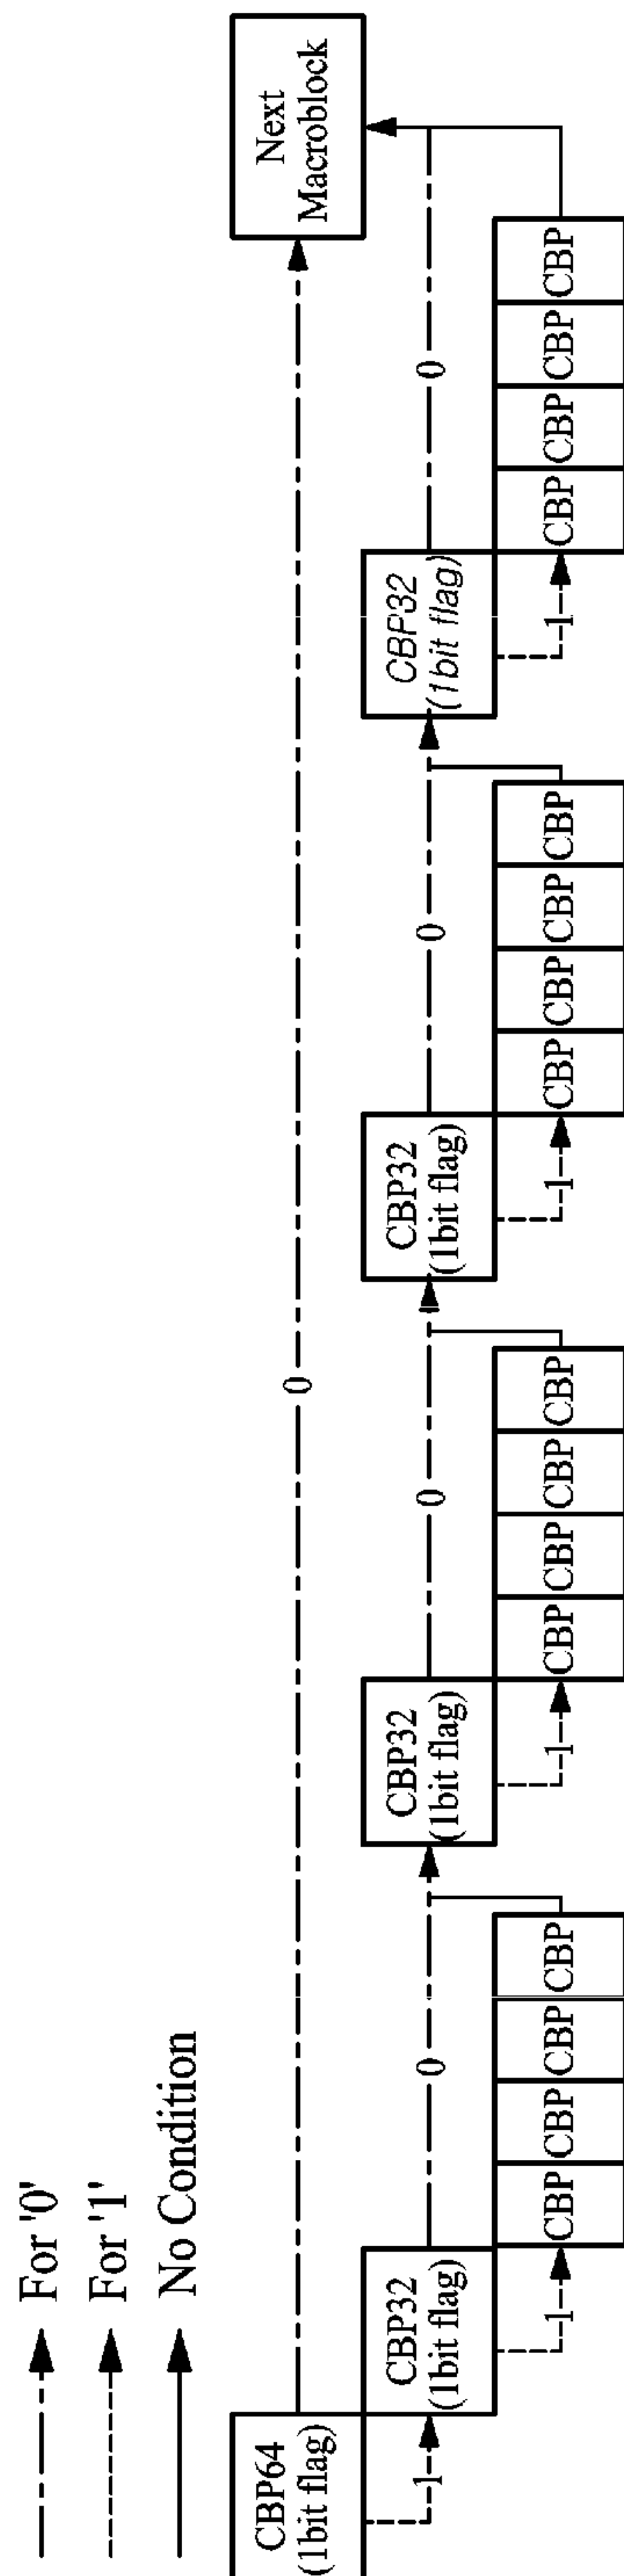 For '0'
For '1'
No Condition
CBP64
(1bit flag)
0
Next
Macroblock
1
CBP32
(1bit flag)
0
CBP32
(1bit flag)
0
CBP32
(1bit flag)
0
CBP32
(1bit flag)
0
1
CBP
CBP
CBP
CBP
1
CBP
CBP
CBP
CBP
1
CBP
CBP
CBP
CBP
1
CBP
CBP
CBP
CBP